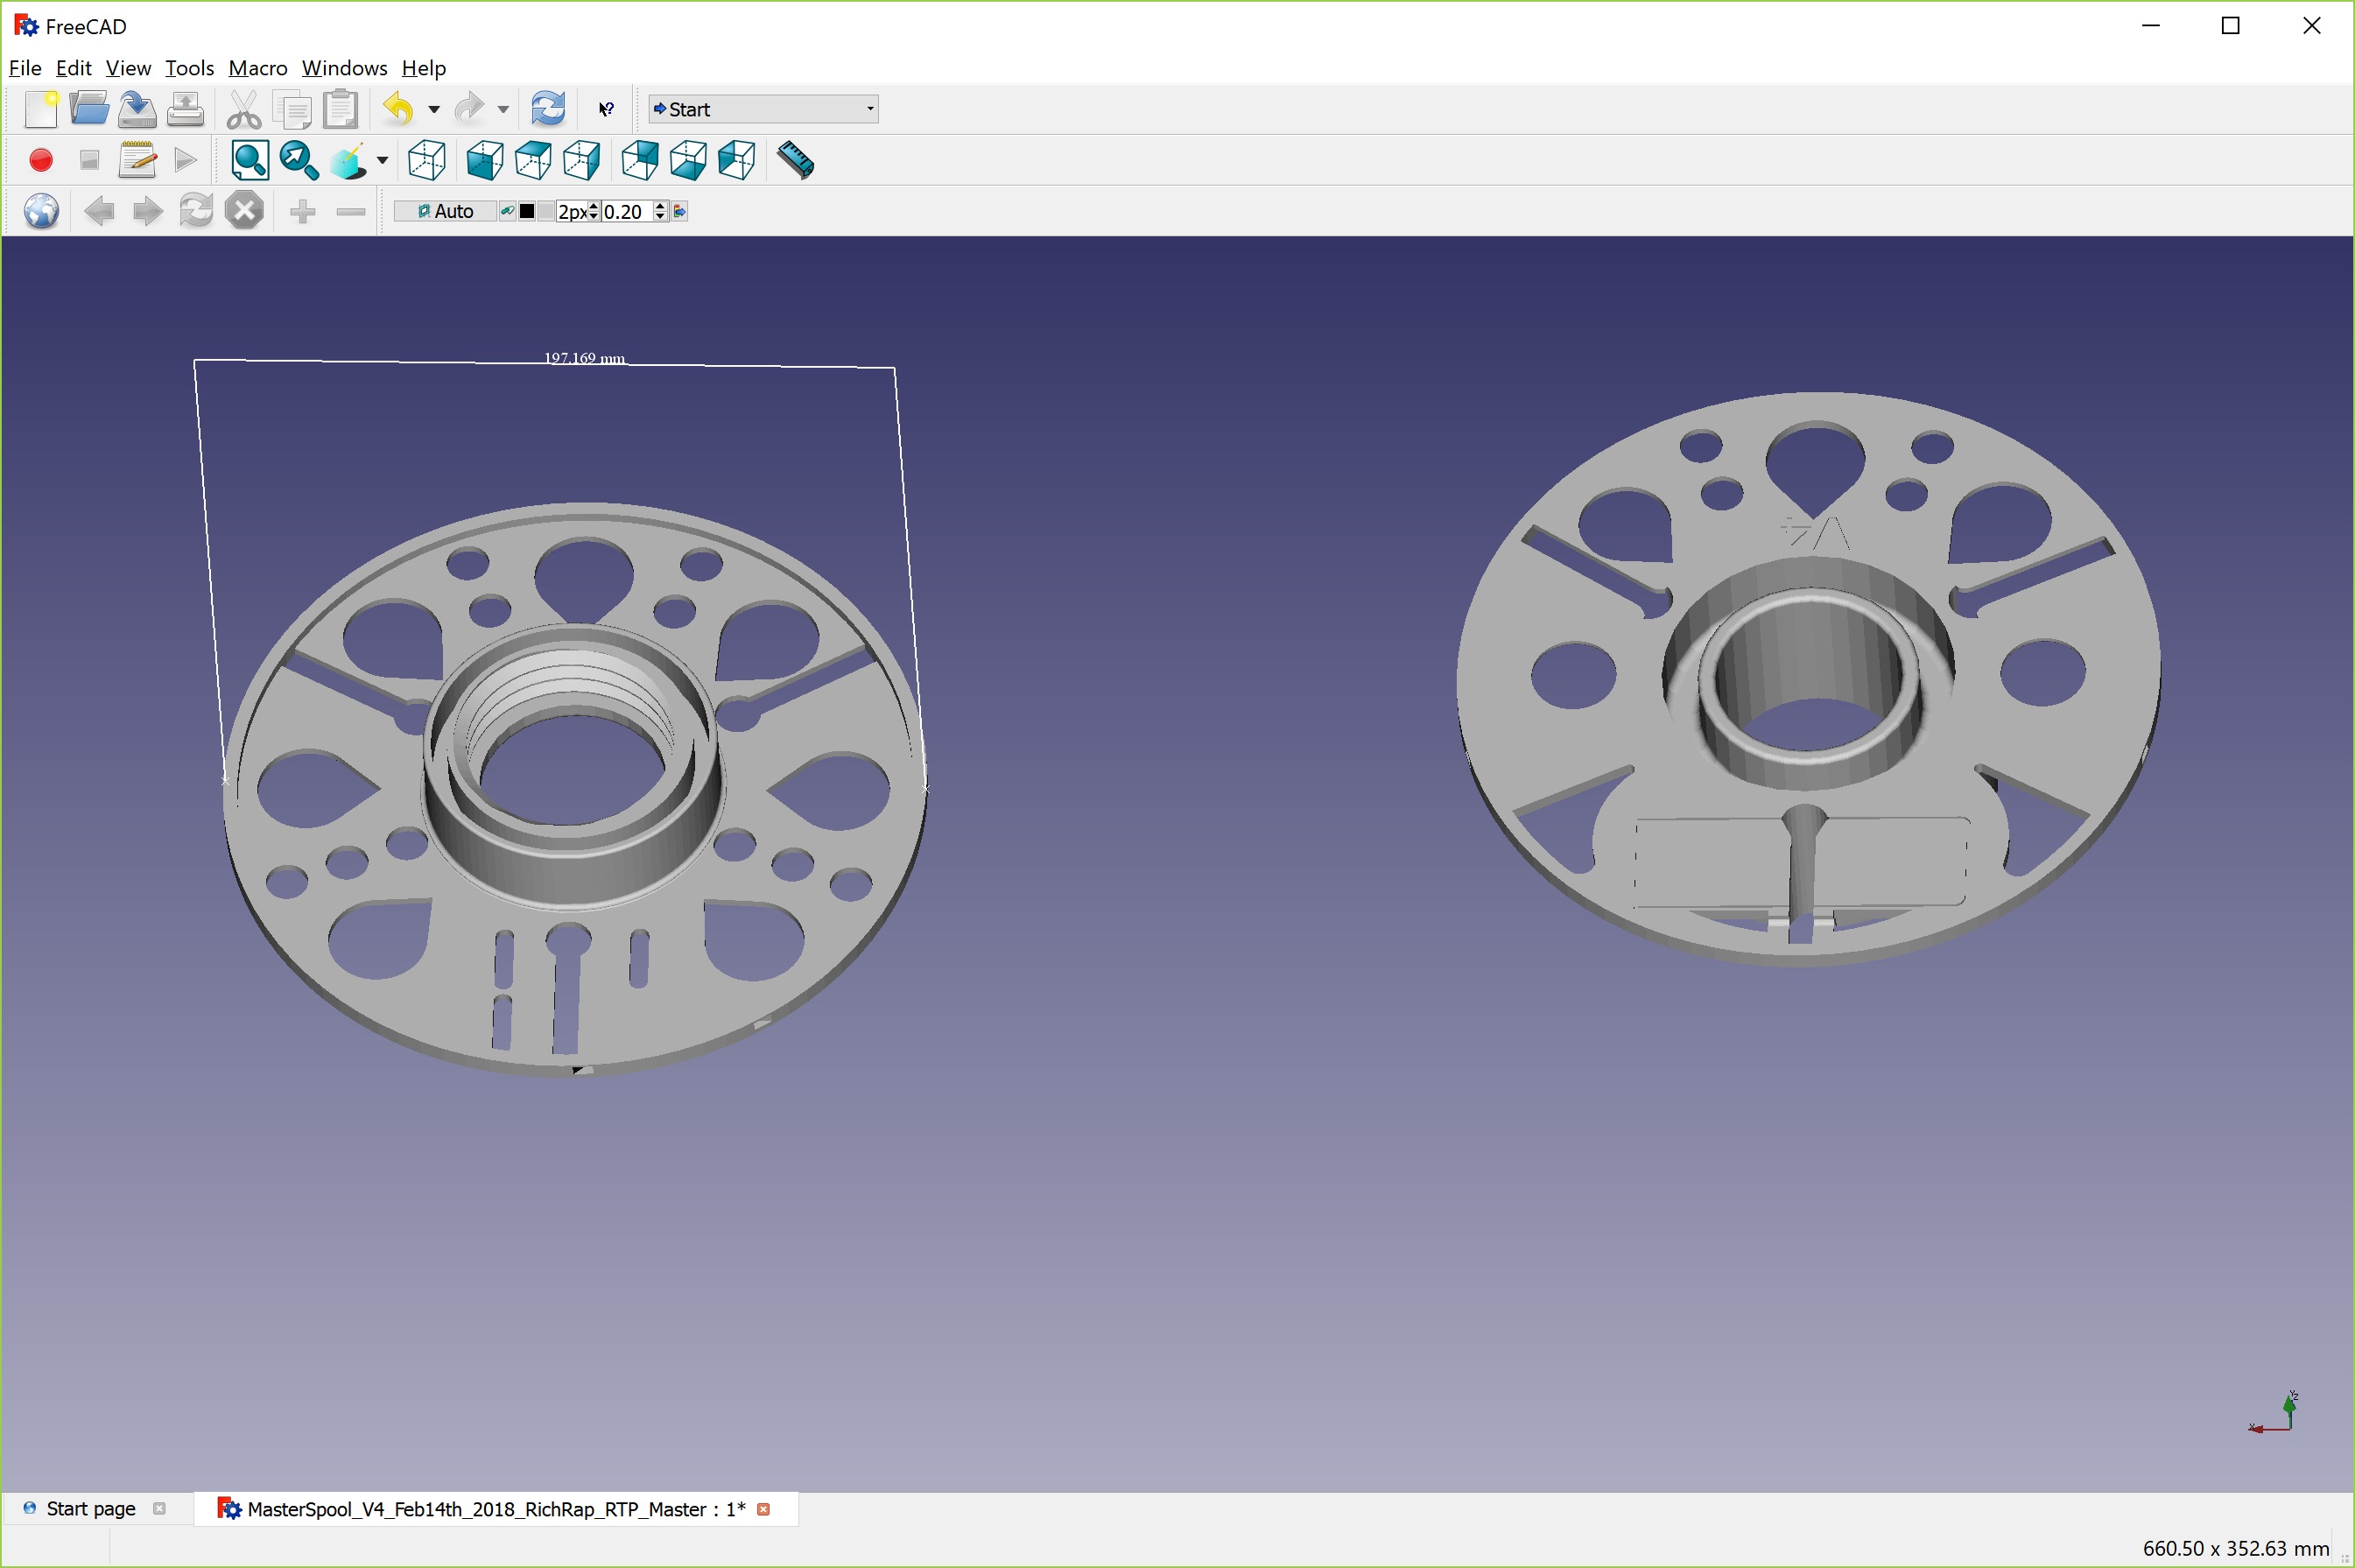 FreeCAD
File Edit View Tools Macro Windows Help
Start
Auto 2px 0.20
197.169 mm
V4
Start page
MasterSpool_V4_Feb14th_2018_RichRap_RTP_Master : 1*
660.50 x 352.63 mm